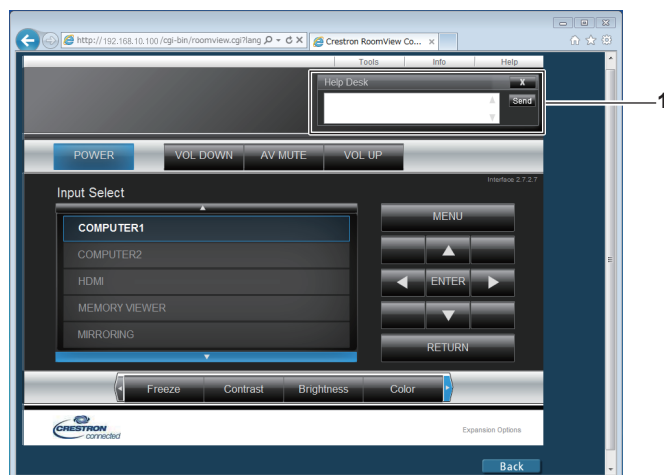 http://192.168.10.100/cgi-bin/roomview.cgi?lang
Crestron RoomView Co... ×
Tools Info Help
Help Desk X
Send
1
POWER VOL DOWN AV MUTE VOL UP
Interface 2.7.2.7
Input Select
MENU
COMPUTER1
COMPUTER2
HDMI ENTER
MEMORY VIEWER
MIRRORING
RETURN
Freeze Contrast Brightness Color
CRESTRON
connected
Expansion Options
Back